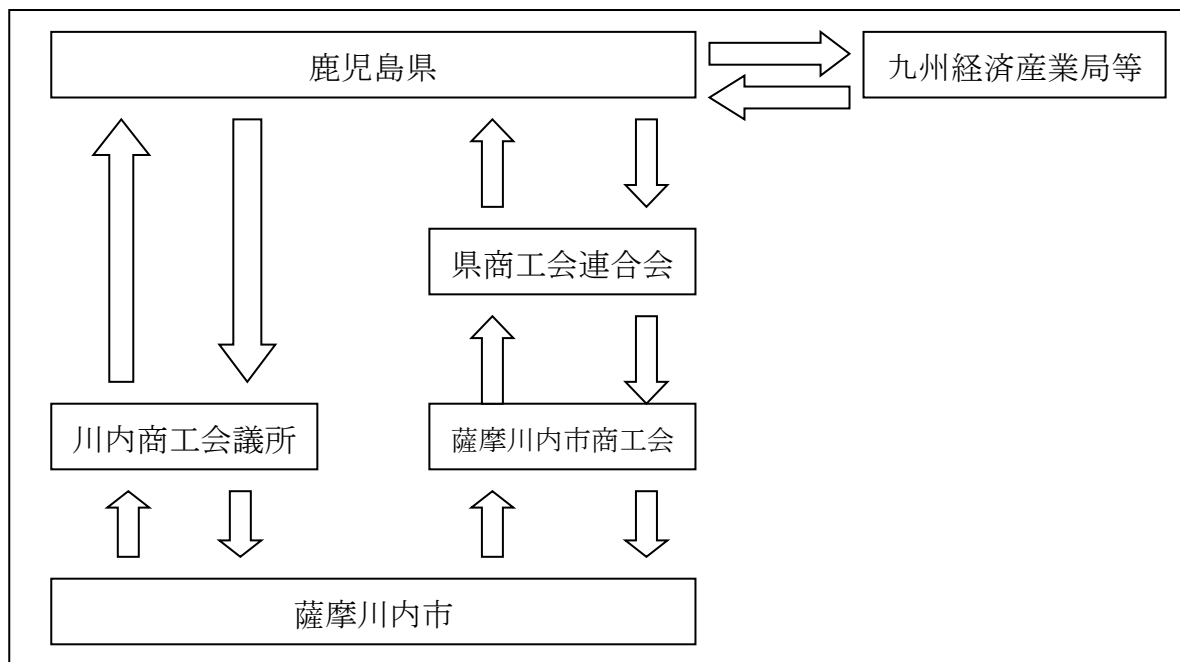 鹿児島県
九州経済産業局等
県商工会連合会
川内商工会議所
薩摩川内市商工会
薩摩川内市